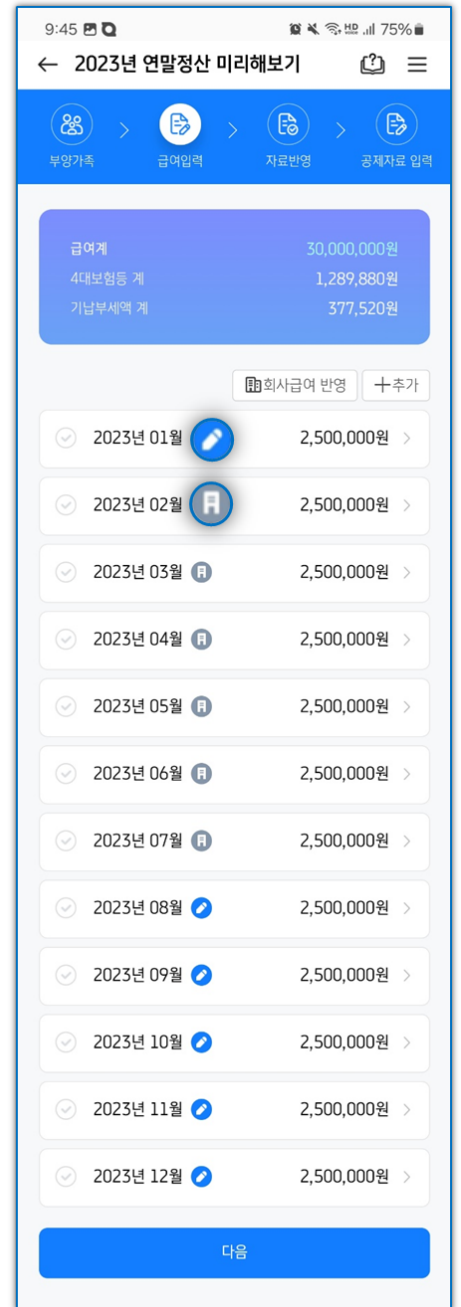 9:45 75%
2023년 연말정산 미리해보기
부양가족 급여입력 자료반영 공제자료 입력
급여계 30,000,000원
4대보험등 계 1,289,880원
기납부세액 계 377,520원
회사급여 반영 추가
2023년 01월 2,500,000원
2023년 02월 2,500,000원
2023년 03월 2,500,000원
2023년 04월 2,500,000원
2023년 05월 2,500,000원
2023년 06월 2,500,000원
2023년 07월 2,500,000원
2023년 08월 2,500,000원
2023년 09월 2,500,000원
2023년 10월 2,500,000원
2023년 11월 2,500,000원
2023년 12월 2,500,000원
다음